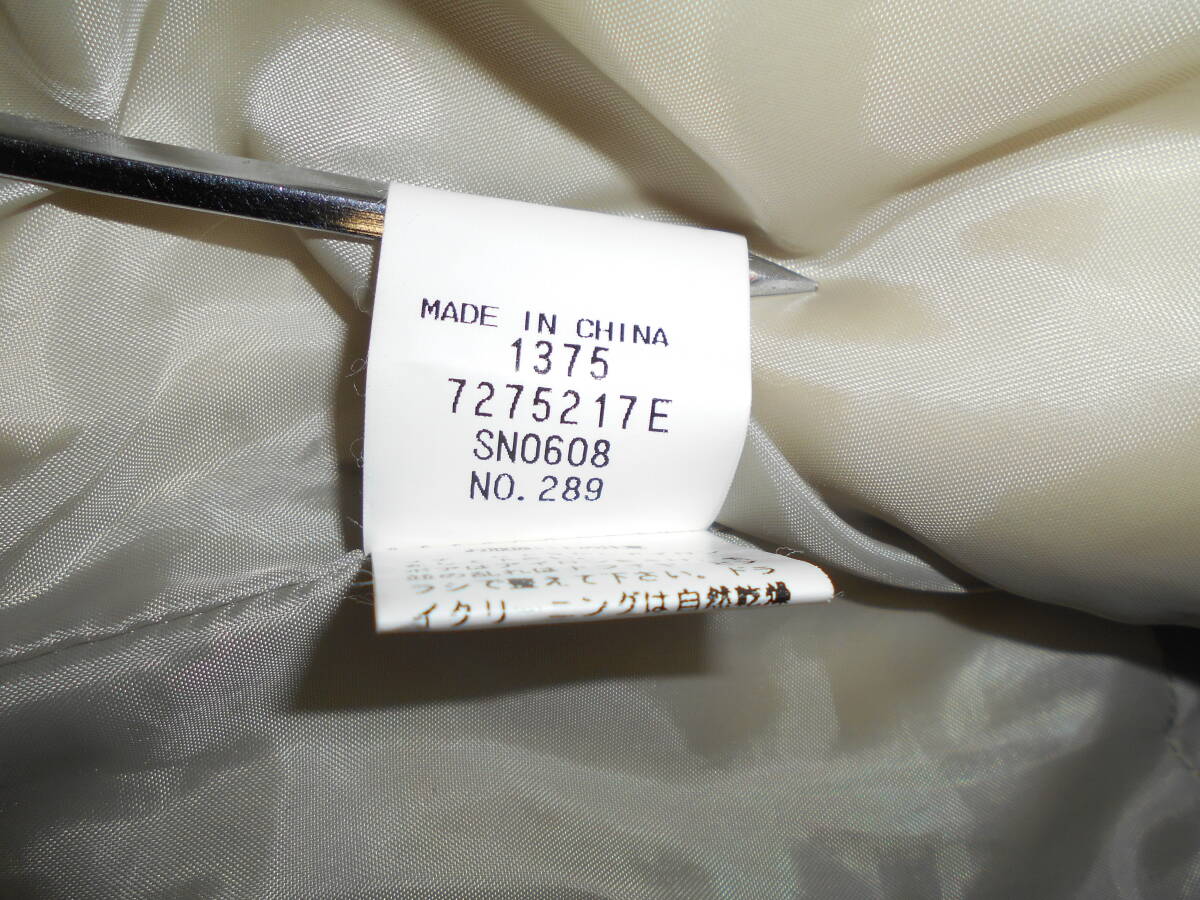 MADE IN CHINA
1375
7275217E
SN0608
NO. 289
ラシで整えて下さい。ドラ
イクリーニングは自然乾燥